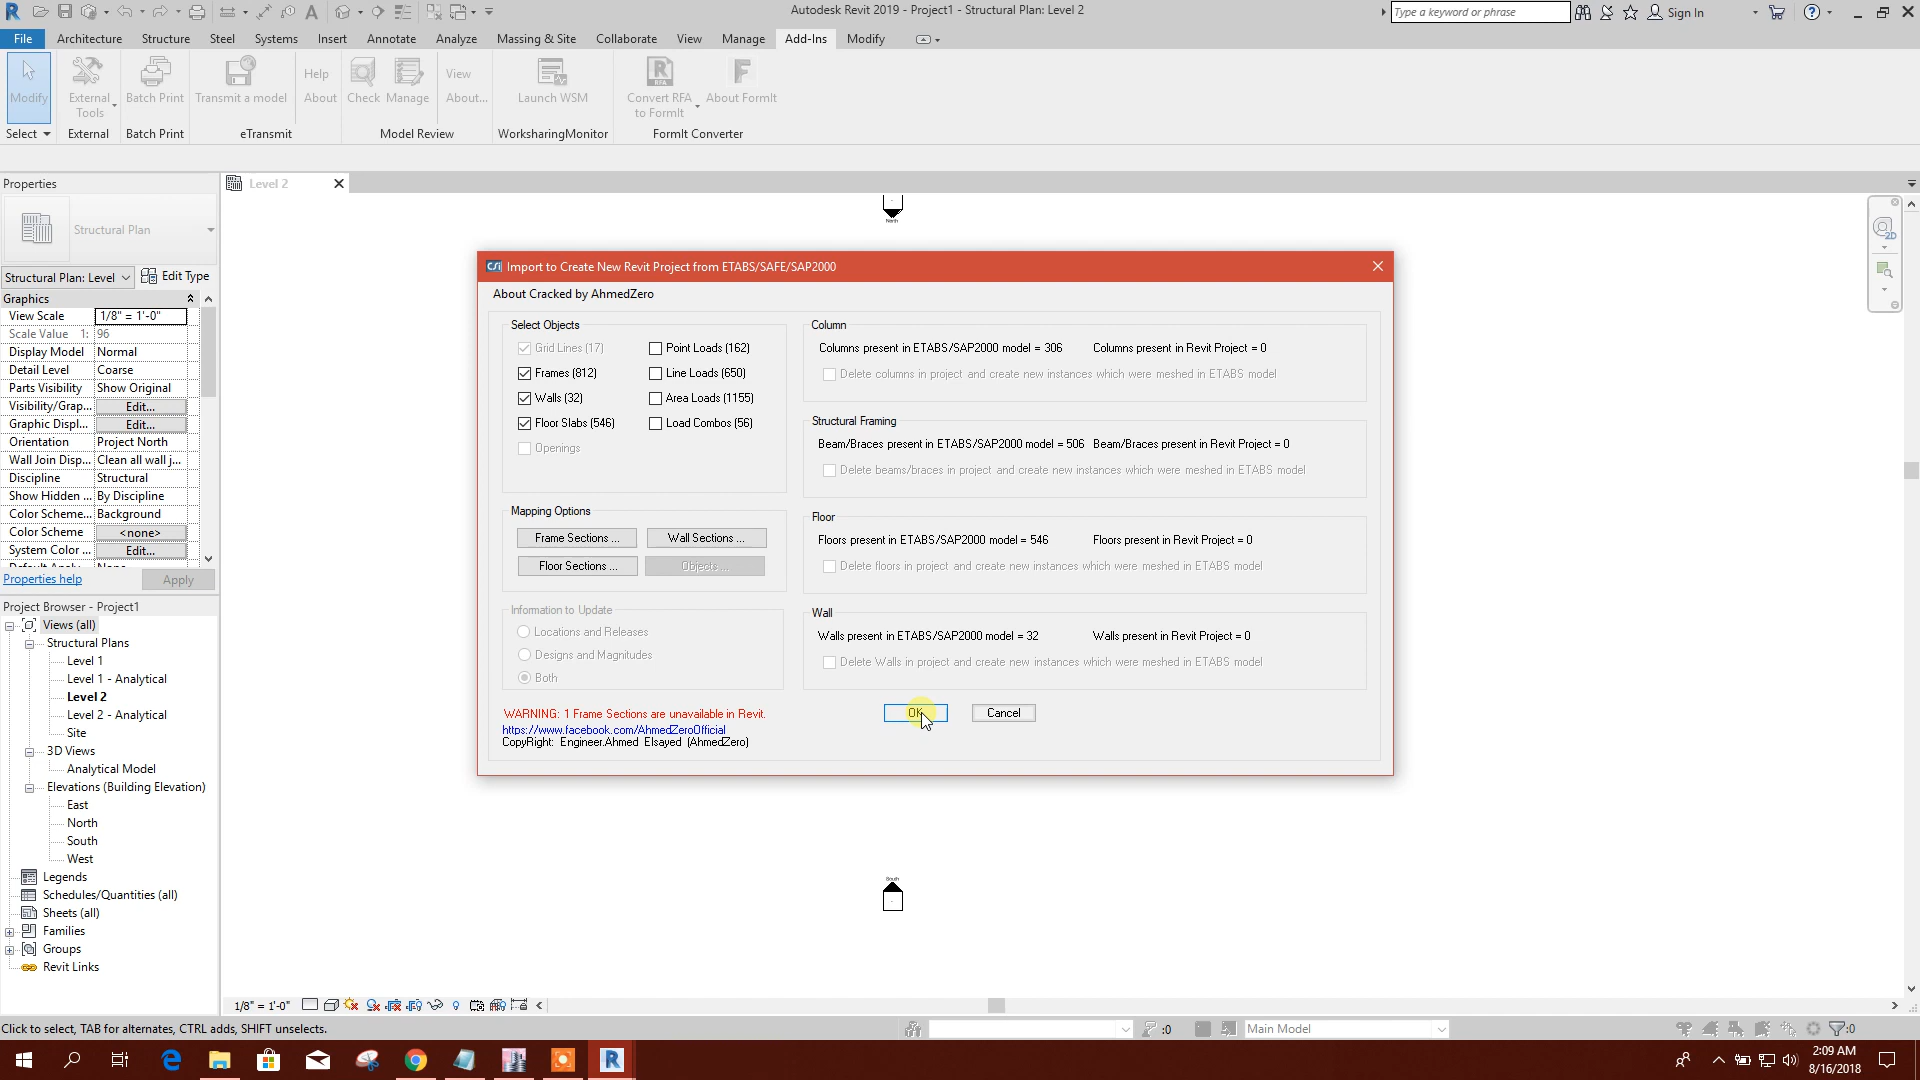 Autodesk Revit 2019 - Project1 - Structural Plan: Level 2
Type a keyword or phrase
Sign In
File
Architecture
Structure
Steel
Systems
Insert
Annotate
Analyze
Massing & Site
Collaborate
View
Manage
Add-Ins
Modify
Modify
External
Tools
Batch Print
Transmit a model
Help
About
Check
Manage
View
About...
Launch WSM
Convert RFA
to FormIt
About FormIt
Select
External
Batch Print
eTransmit
Model Review
WorksharingMonitor
FormIt Converter
Properties
Structural Plan
Structural Plan: Level
Edit Type
Graphics
View Scale 1/8" = 1'-0"
Scale Value 1: 96
Display Model Normal
Detail Level Coarse
Parts Visibility Show Original
Visibility/Grap... Edit...
Graphic Displ... Edit...
Orientation Project North
Wall Join Disp... Clean all wall j...
Discipline Structural
Show Hidden ... By Discipline
Color Scheme... Background
Color Scheme <none>
System Color ... Edit...
Properties help
Apply
Project Browser - Project1
Views (all)
Structural Plans
Level 1
Level 1 - Analytical
Level 2
Level 2 - Analytical
Site
3D Views
Analytical Model
Elevations (Building Elevation)
East
North
South
West
Legends
Schedules/Quantities (all)
Sheets (all)
Families
Groups
Revit Links
Level 2
North
2D
CSi Import to Create New Revit Project from ETABS/SAFE/SAP2000
About Cracked by AhmedZero
Select Objects
Grid Lines (17)
Point Loads (162)
Frames (812)
Line Loads (650)
Walls (32)
Area Loads (1155)
Floor Slabs (546)
Load Combos (56)
Openings
Mapping Options
Frame Sections ...
Wall Sections ...
Floor Sections ...
Objects ...
Information to Update
Locations and Releases
Designs and Magnitudes
Both
WARNING: 1 Frame Sections are unavailable in Revit.
https://www.facebook.com/AhmedZeroOfficial
CopyRight: Engineer.Ahmed Elsayed (AhmedZero)
Column
Columns present in ETABS/SAP2000 model = 306 Columns present in Revit Project = 0
Delete columns in project and create new instances which were meshed in ETABS model
Structural Framing
Beam/Braces present in ETABS/SAP2000 model = 506 Beam/Braces present in Revit Project = 0
Delete beams/braces in project and create new instances which were meshed in ETABS model
Floor
Floors present in ETABS/SAP2000 model = 546 Floors present in Revit Project = 0
Delete floors in project and create new instances which were meshed in ETABS model
Wall
Walls present in ETABS/SAP2000 model = 32 Walls present in Revit Project = 0
Delete Walls in project and create new instances which were meshed in ETABS model
OK
Cancel
South
1/8" = 1'-0"
Click to select, TAB for alternates, CTRL adds, SHIFT unselects.
:0
Main Model
:0
2:09 AM
8/16/2018